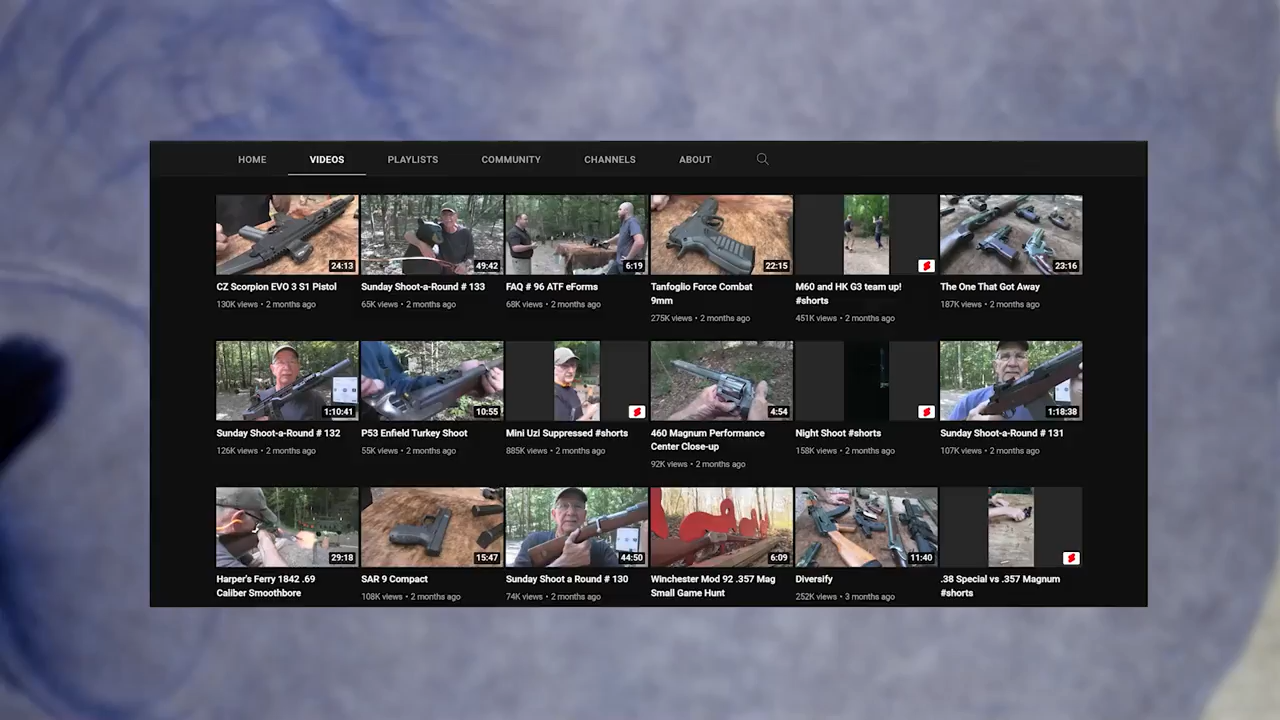 HOME VIDEOS PLAYLISTS COMMUNITY CHANNELS ABOUT
24:13
CZ Scorpion EVO 3 S1 Pistol
130K views • 2 months ago
49:42
Sunday Shoot-a-Round # 133
65K views • 2 months ago
6:19
FAQ # 96 ATF eForms
68K views • 2 months ago
22:15
Tanfoglio Force Combat
9mm
275K views • 2 months ago
M60 and HK G3 team up!
#shorts
451K views • 2 months ago
23:16
The One That Got Away
187K views • 2 months ago
1:10:41
Sunday Shoot-a-Round # 132
126K views • 2 months ago
10:55
P53 Enfield Turkey Shoot
55K views • 2 months ago
Mini Uzi Suppressed #shorts
885K views • 2 months ago
4:54
460 Magnum Performance
Center Close-up
92K views • 2 months ago
Night Shoot #shorts
158K views • 2 months ago
1:18:38
Sunday Shoot-a-Round # 131
107K views • 2 months ago
29:18
Harper's Ferry 1842 .69
Caliber Smoothbore
15:47
SAR 9 Compact
108K views • 2 months ago
44:50
Sunday Shoot a Round # 130
74K views • 2 months ago
6:09
Winchester Mod 92 .357 Mag
Small Game Hunt
11:40
Diversify
252K views • 3 months ago
.38 Special vs .357 Magnum
#shorts